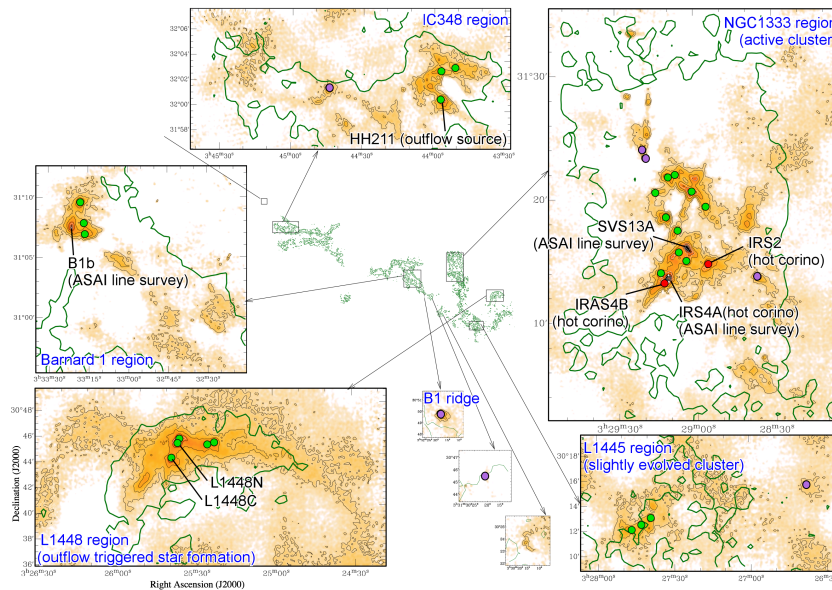 IC348 region
32°06'
32°04'
32°02'
32°00'
31°58'
HH211 (outflow source)
3ʰ45ᵐ30ˢ
45ᵐ00ˢ
44ᵐ30ˢ
44ᵐ00ˢ
43ᵐ30ˢ
NGC1333 region
(active cluster)
31°30'
20'
10'
SVS13A
(ASAI line survey)
IRS2
(hot corino)
IRAS4B
(hot corino)
IRS4A(hot corino)
(ASAI line survey)
3ʰ29ᵐ30ˢ
29ᵐ00ˢ
28ᵐ30ˢ
31°10'
31°05'
31°00'
B1b
(ASAI line survey)
Barnard 1 region
3ʰ33ᵐ30ˢ
33ᵐ15ˢ
33ᵐ00ˢ
32ᵐ45ˢ
32ᵐ30ˢ
B1 ridge
30°48'
46'
44'
42'
40'
38'
36'
Declination (J2000)
L1448N
L1448C
L1448 region
(outflow triggered star formation)
3ʰ26ᵐ30ˢ
26ᵐ00ˢ
25ᵐ30ˢ
25ᵐ00ˢ
24ᵐ30ˢ
Right Ascension (J2000)
L1445 region
(slightly evolved cluster)
30°18'
16'
14'
12'
10'
3ʰ28ᵐ00ˢ
27ᵐ30ˢ
27ᵐ00ˢ